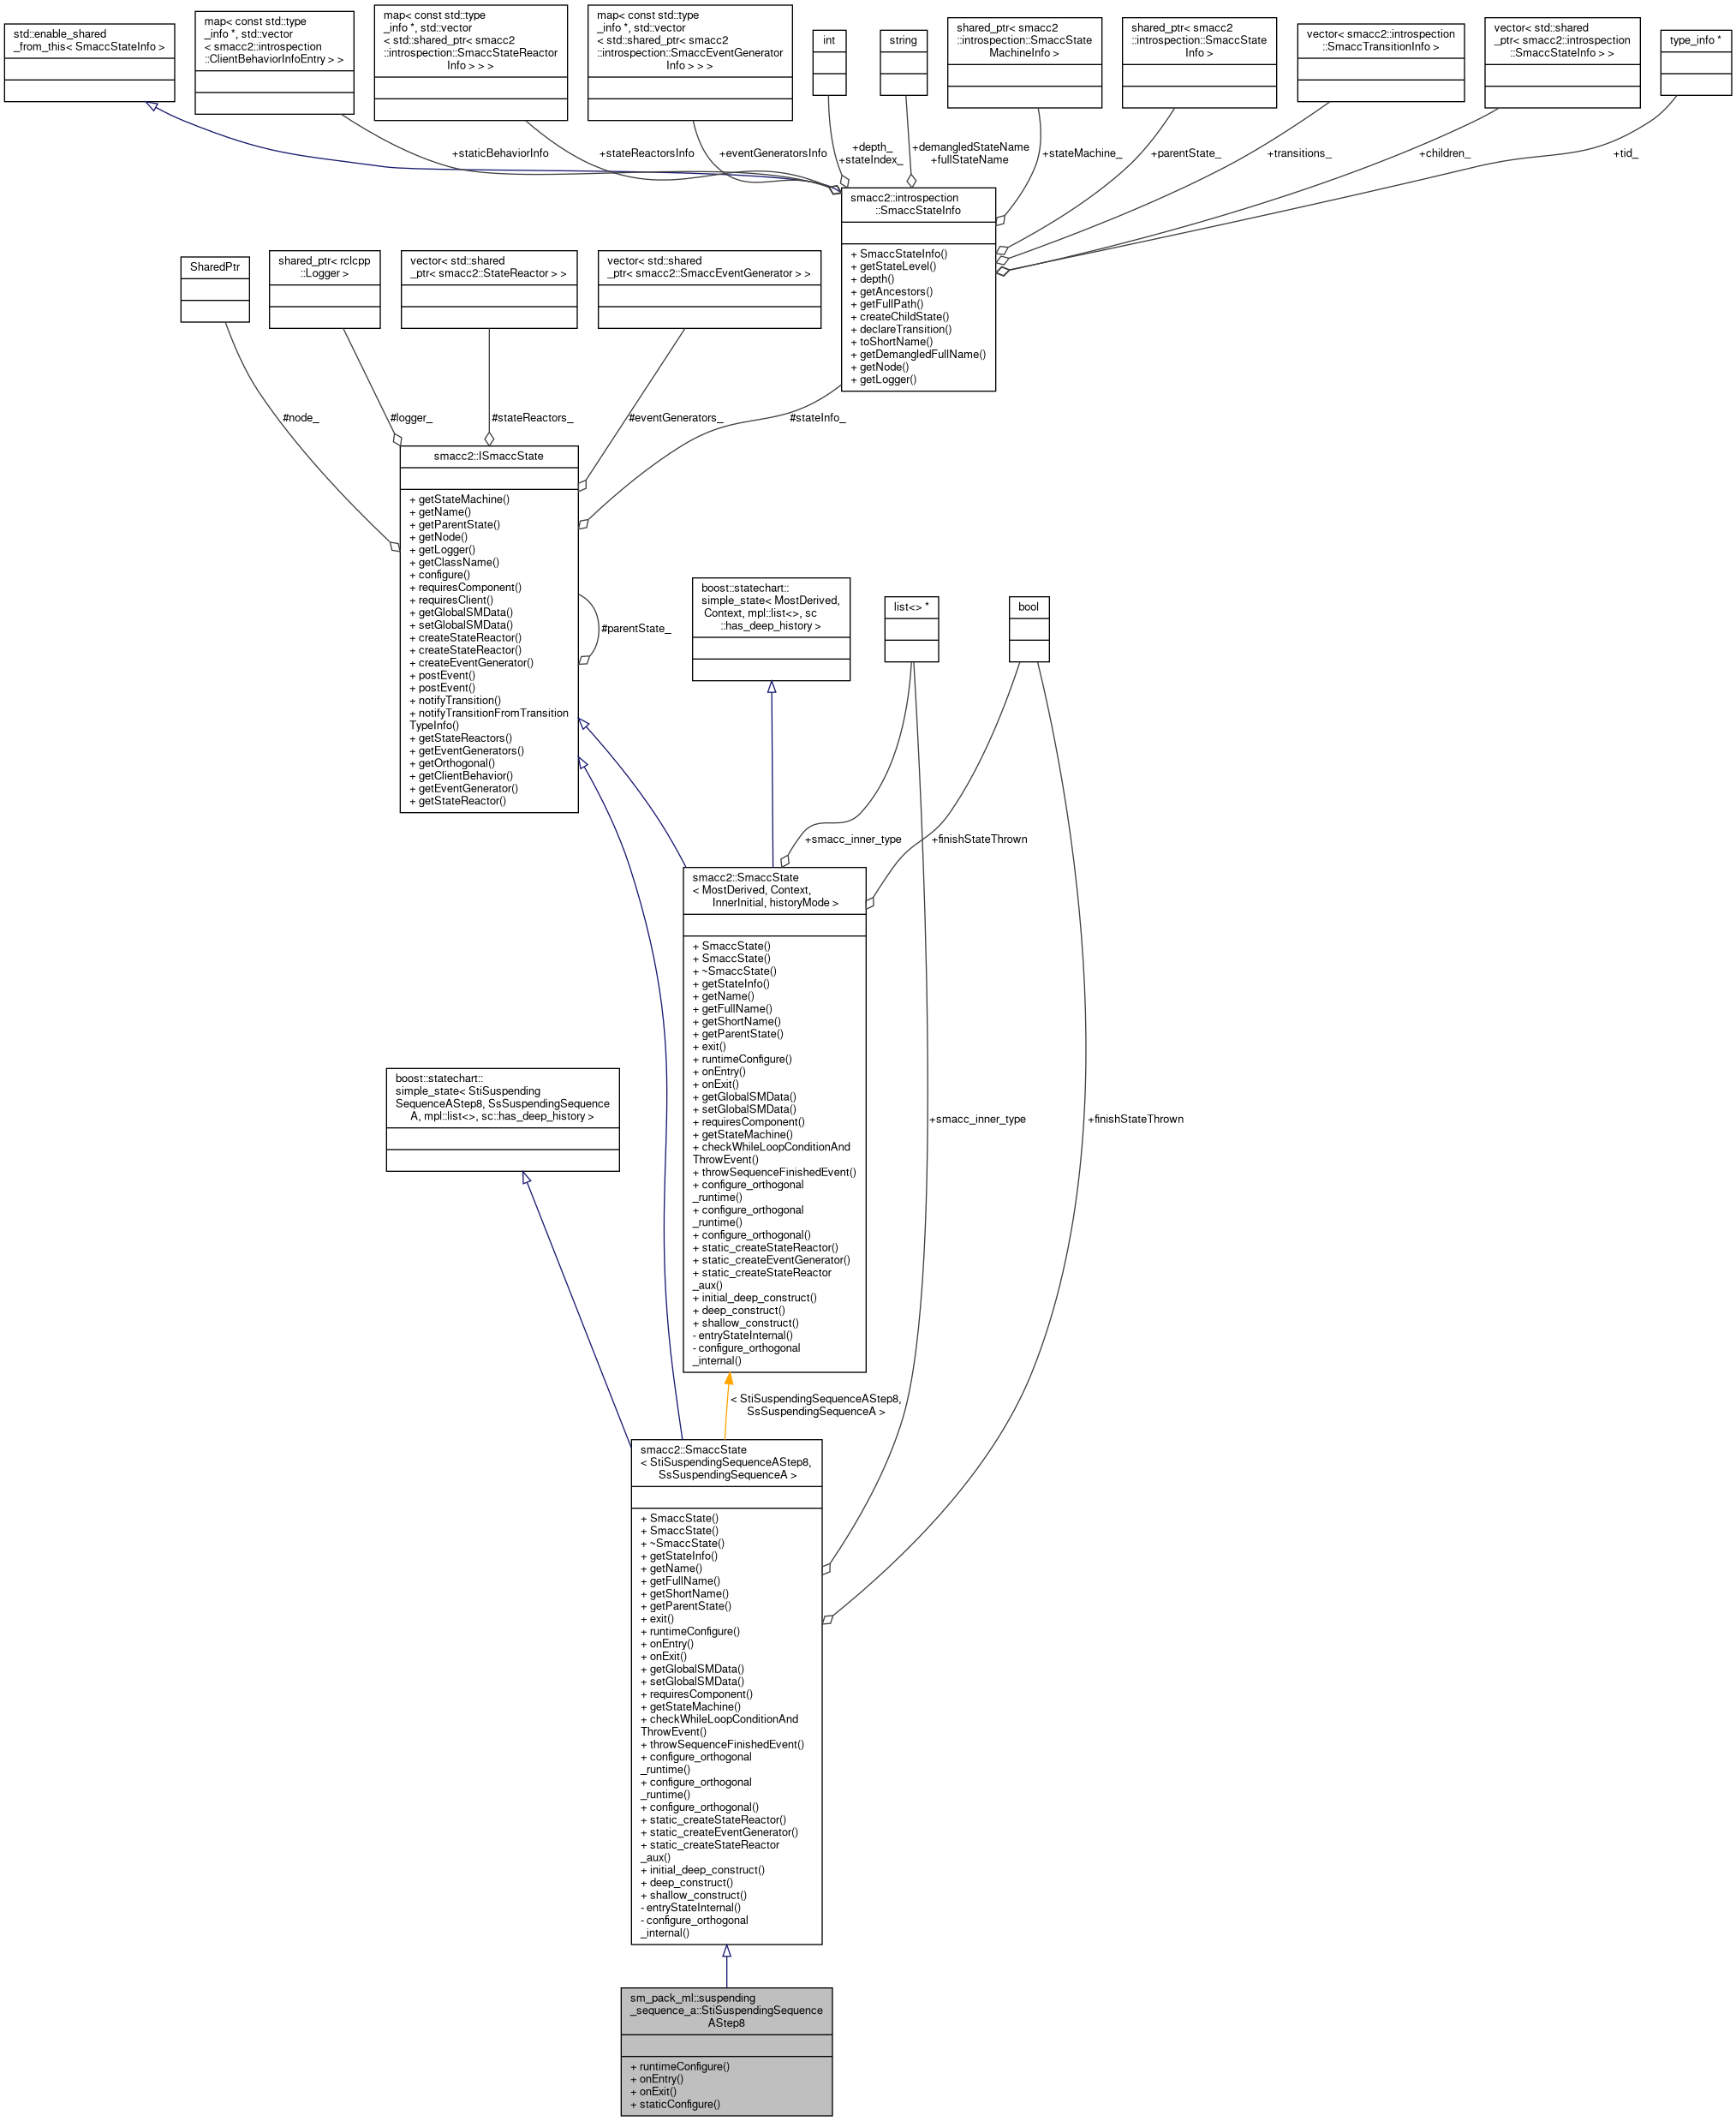 std::enable_shared
_from_this< SmaccStateInfo >
map< const std::type
_info *, std::vector
< smacc2::introspection
::ClientBehaviorInfoEntry > >
map< const std::type
_info *, std::vector
< std::shared_ptr< smacc2
::introspection::SmaccStateReactor
Info > > >
map< const std::type
_info *, std::vector
< std::shared_ptr< smacc2
::introspection::SmaccEventGenerator
Info > > >
int
string
shared_ptr< smacc2
::introspection::SmaccState
MachineInfo >
shared_ptr< smacc2
::introspection::SmaccState
Info >
vector< smacc2::introspection
::SmaccTransitionInfo >
vector< std::shared
_ptr< smacc2::introspection
::SmaccStateInfo > >
type_info *
+staticBehaviorInfo
+stateReactorsInfo
+eventGeneratorsInfo
+depth_
+stateIndex_
+demangledStateName
+fullStateName
+stateMachine_
+parentState_
+transitions_
+children_
+tid_
smacc2::introspection
::SmaccStateInfo
+ SmaccStateInfo()
+ getStateLevel()
+ depth()
+ getAncestors()
+ getFullPath()
+ createChildState()
+ declareTransition()
+ toShortName()
+ getDemangledFullName()
+ getNode()
+ getLogger()
SharedPtr
shared_ptr< rclcpp
::Logger >
vector< std::shared
_ptr< smacc2::StateReactor > >
vector< std::shared
_ptr< smacc2::SmaccEventGenerator > >
#node_
#logger_
#stateReactors_
#eventGenerators_
#stateInfo_
smacc2::ISmaccState
+ getStateMachine()
+ getName()
+ getParentState()
+ getNode()
+ getLogger()
+ getClassName()
+ configure()
+ requiresComponent()
+ requiresClient()
+ getGlobalSMData()
+ setGlobalSMData()
+ createStateReactor()
+ createStateReactor()
+ createEventGenerator()
+ postEvent()
+ postEvent()
+ notifyTransition()
+ notifyTransitionFromTransition
TypeInfo()
+ getStateReactors()
+ getEventGenerators()
+ getOrthogonal()
+ getClientBehavior()
+ getEventGenerator()
+ getStateReactor()
#parentState_
boost::statechart::
simple_state< MostDerived,
Context, mpl::list<>, sc
::has_deep_history >
list<> *
bool
+smacc_inner_type
+finishStateThrown
smacc2::SmaccState
< MostDerived, Context,
InnerInitial, historyMode >
+ SmaccState()
+ SmaccState()
+ ~SmaccState()
+ getStateInfo()
+ getName()
+ getFullName()
+ getShortName()
+ getParentState()
+ exit()
+ runtimeConfigure()
+ onEntry()
+ onExit()
+ getGlobalSMData()
+ setGlobalSMData()
+ requiresComponent()
+ getStateMachine()
+ checkWhileLoopConditionAnd
ThrowEvent()
+ throwSequenceFinishedEvent()
+ configure_orthogonal
_runtime()
+ configure_orthogonal
_runtime()
+ configure_orthogonal()
+ static_createStateReactor()
+ static_createEventGenerator()
+ static_createStateReactor
_aux()
+ initial_deep_construct()
+ deep_construct()
+ shallow_construct()
- entryStateInternal()
- configure_orthogonal
_internal()
boost::statechart::
simple_state< StiSuspending
SequenceAStep8, SsSuspendingSequence
A, mpl::list<>, sc::has_deep_history >
+smacc_inner_type
+finishStateThrown
< StiSuspendingSequenceAStep8,
SsSuspendingSequenceA >
smacc2::SmaccState
< StiSuspendingSequenceAStep8,
SsSuspendingSequenceA >
+ SmaccState()
+ SmaccState()
+ ~SmaccState()
+ getStateInfo()
+ getName()
+ getFullName()
+ getShortName()
+ getParentState()
+ exit()
+ runtimeConfigure()
+ onEntry()
+ onExit()
+ getGlobalSMData()
+ setGlobalSMData()
+ requiresComponent()
+ getStateMachine()
+ checkWhileLoopConditionAnd
ThrowEvent()
+ throwSequenceFinishedEvent()
+ configure_orthogonal
_runtime()
+ configure_orthogonal
_runtime()
+ configure_orthogonal()
+ static_createStateReactor()
+ static_createEventGenerator()
+ static_createStateReactor
_aux()
+ initial_deep_construct()
+ deep_construct()
+ shallow_construct()
- entryStateInternal()
- configure_orthogonal
_internal()
sm_pack_ml::suspending
_sequence_a::StiSuspendingSequence
AStep8
+ runtimeConfigure()
+ onEntry()
+ onExit()
+ staticConfigure()